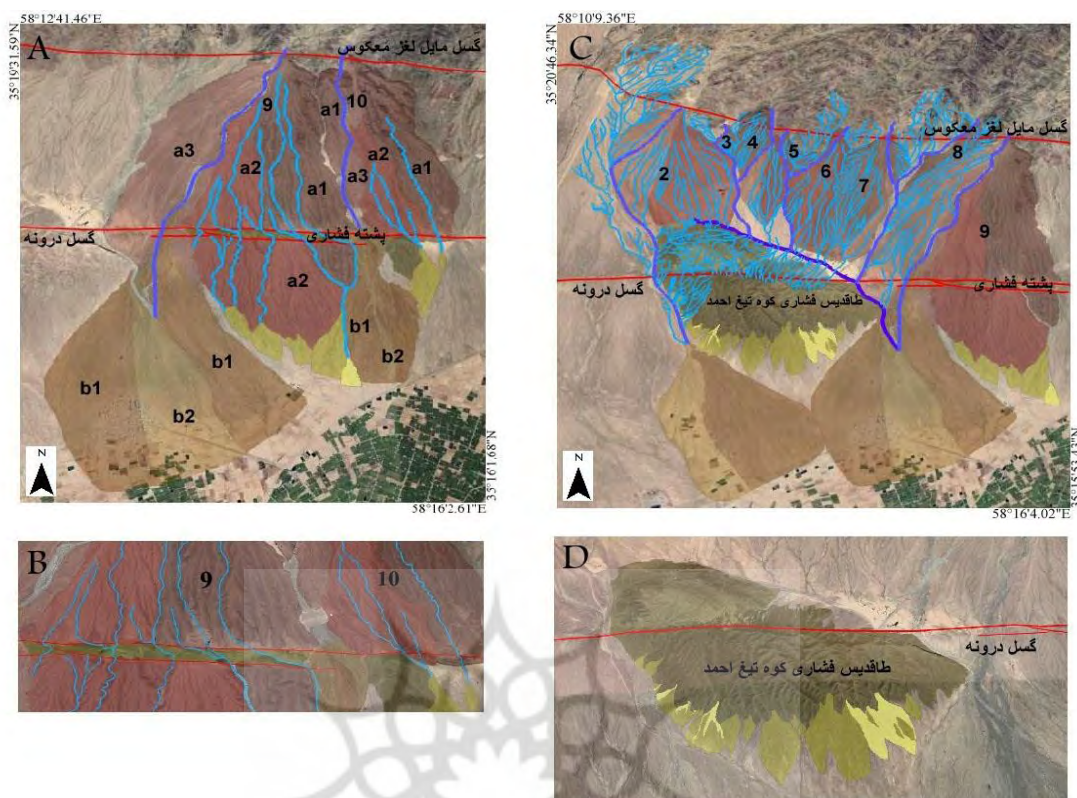 58°12'41.46"E
35°19'31.59"N
A
گسل مایل لغز معکوس
a1
10
9
a3
a2
a2
a1
a1
a3
گسل درونه
پشته فشاری
a2
b1
b1
b1
b2
b2
N
35°16'1.68"N
58°16'2.61"E
58°10'9.36"E
35°20'46.34"N
C
گسل مایل لغز معکوس
3
4
5
8
2
6
7
9
گسل درونه
پشته فشاری
طاقدیس فشاری کوه تیغ احمد
N
35°15'53.43"N
58°16'4.02"E
B
9
10
D
گسل درونه
طاقدیس فشاری کوه تیغ احمد